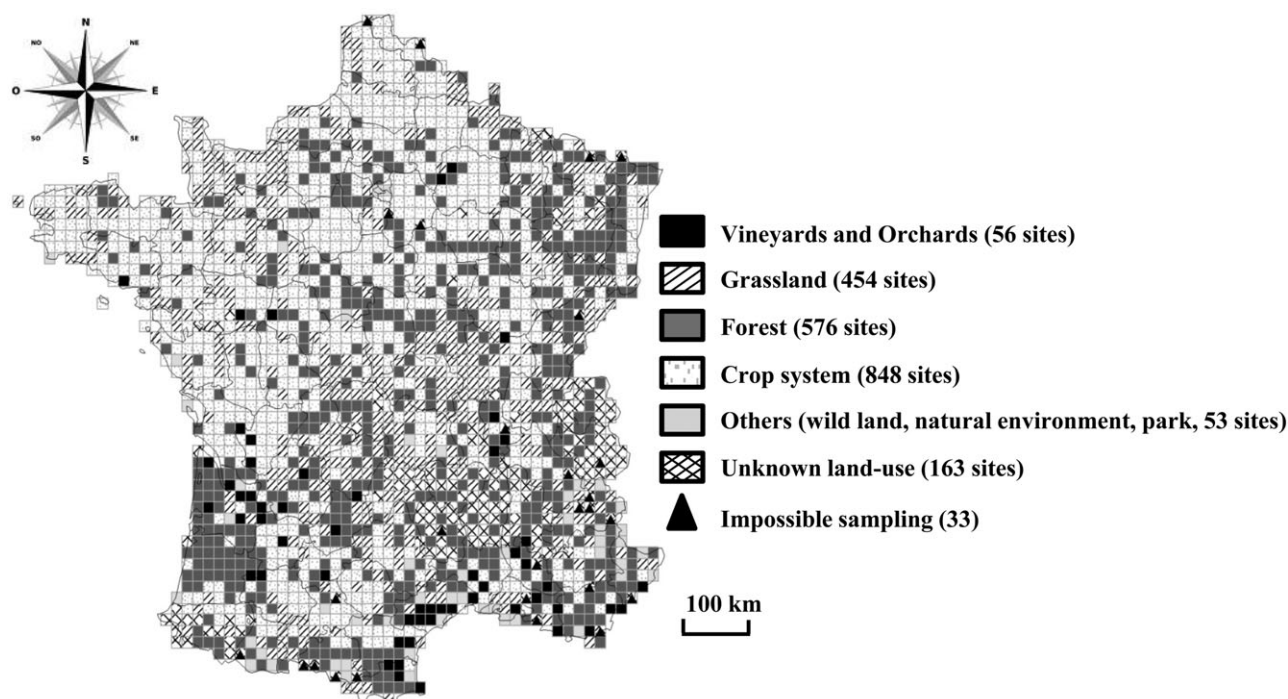 N
NO
NE
O
E
SO
SE
S
Vineyards and Orchards (56 sites)
Grassland (454 sites)
Forest (576 sites)
Crop system (848 sites)
Others (wild land, natural environment, park, 53 sites)
Unknown land-use (163 sites)
Impossible sampling (33)
100 km